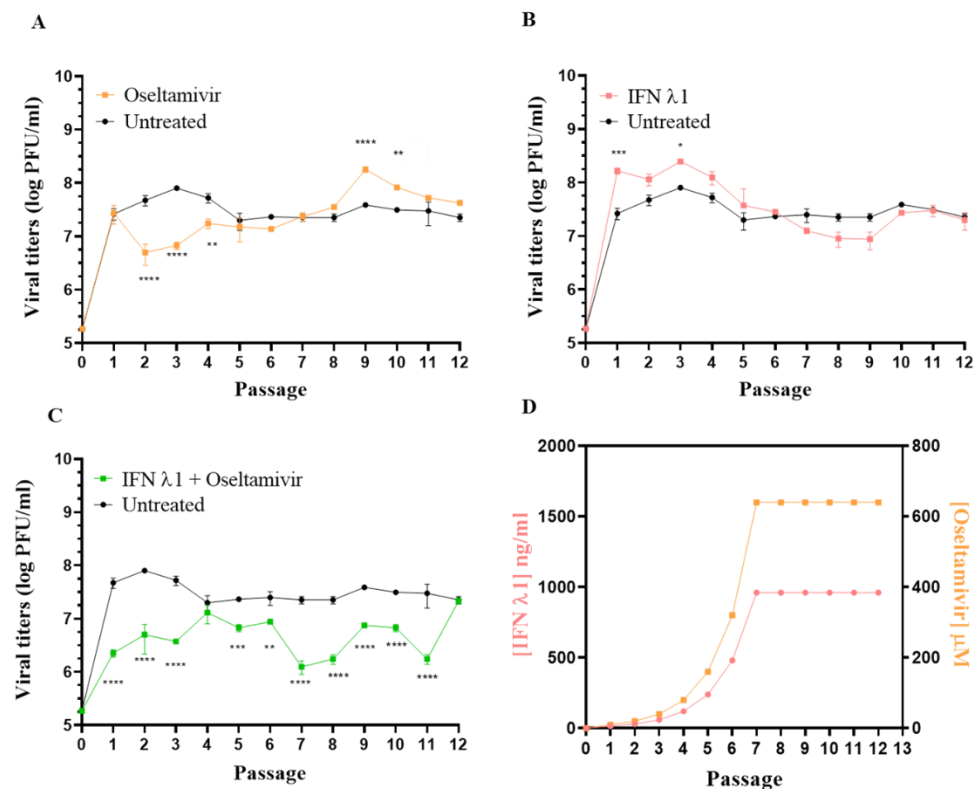 A
Oseltamivir
Untreated
Viral titers (log PFU/ml)
10
9
8
7
6
5
****
****
**
****
**
0 1 2 3 4 5 6 7 8 9 10 11 12
Passage
B
IFN λ1
Untreated
Viral titers (log PFU/ml)
10
9
8
7
6
5
***
*
0 1 2 3 4 5 6 7 8 9 10 11 12
Passage
C
IFN λ1 + Oseltamivir
Untreated
Viral titers (log PFU/ml)
10
9
8
7
6
5
****
****
****
***
**
****
****
****
****
****
0 1 2 3 4 5 6 7 8 9 10 11 12
Passage
D
[IFN λ1] ng/ml
2000
1500
1000
500
0
[Oseltamivir] µM
800
600
400
200
0
0 1 2 3 4 5 6 7 8 9 10 11 12 13
Passage